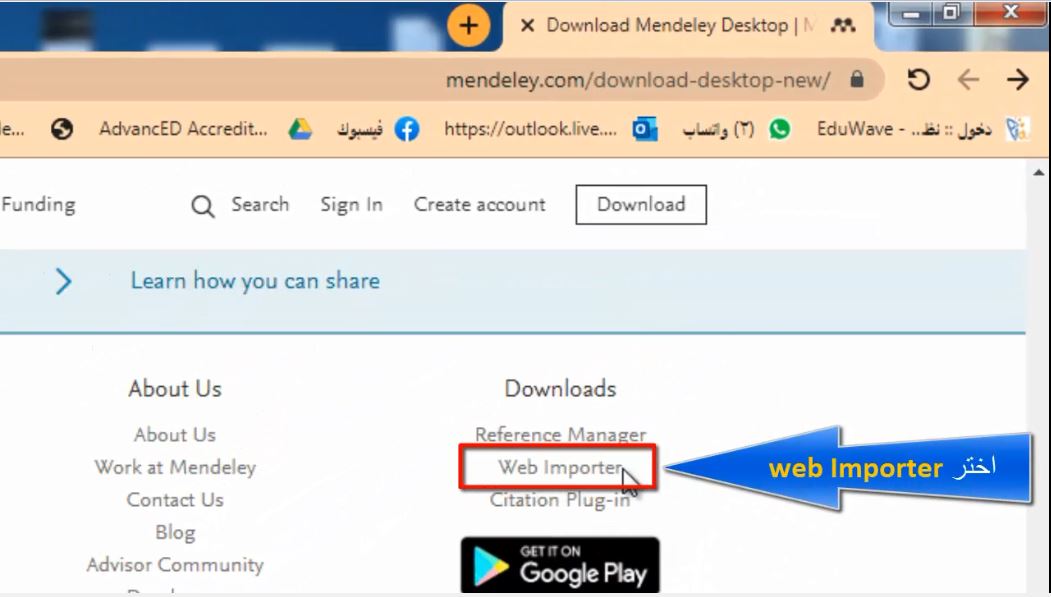 Download Mendeley Desktop | M
mendeley.com/download-desktop-new/
AdvancED Accredit...
فيسبوك
https://outlook.live....
(٢) واتساب
EduWave - ..دخول :: نظ
Funding
Search
Sign In
Create account
Download
Learn how you can share
About Us
About Us
Work at Mendeley
Contact Us
Blog
Advisor Community
Downloads
Reference Manager
Web Importer
Citation Plug-in
اختر web Importer
GET IT ON
Google Play